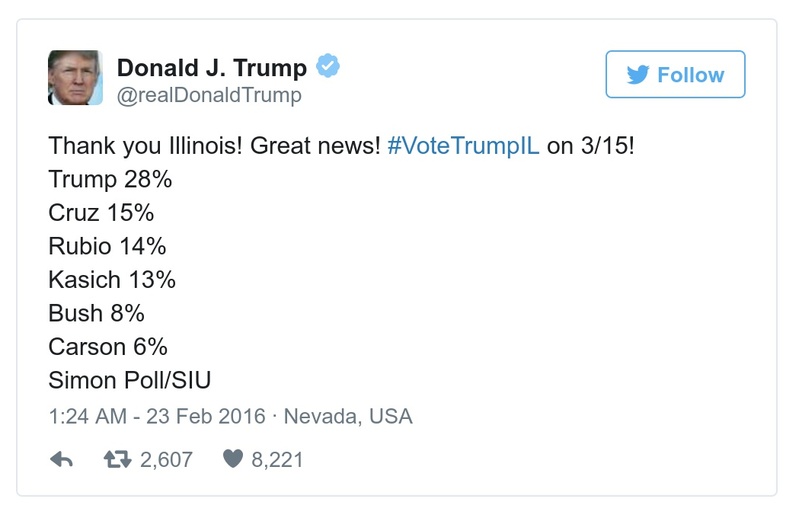 Donald J. Trump
@realDonaldTrump
Follow
Thank you Illinois! Great news! #VoteTrumpIL on 3/15!
Trump 28%
Cruz 15%
Rubio 14%
Kasich 13%
Bush 8%
Carson 6%
Simon Poll/SIU
1:24 AM - 23 Feb 2016 · Nevada, USA
2,607 8,221